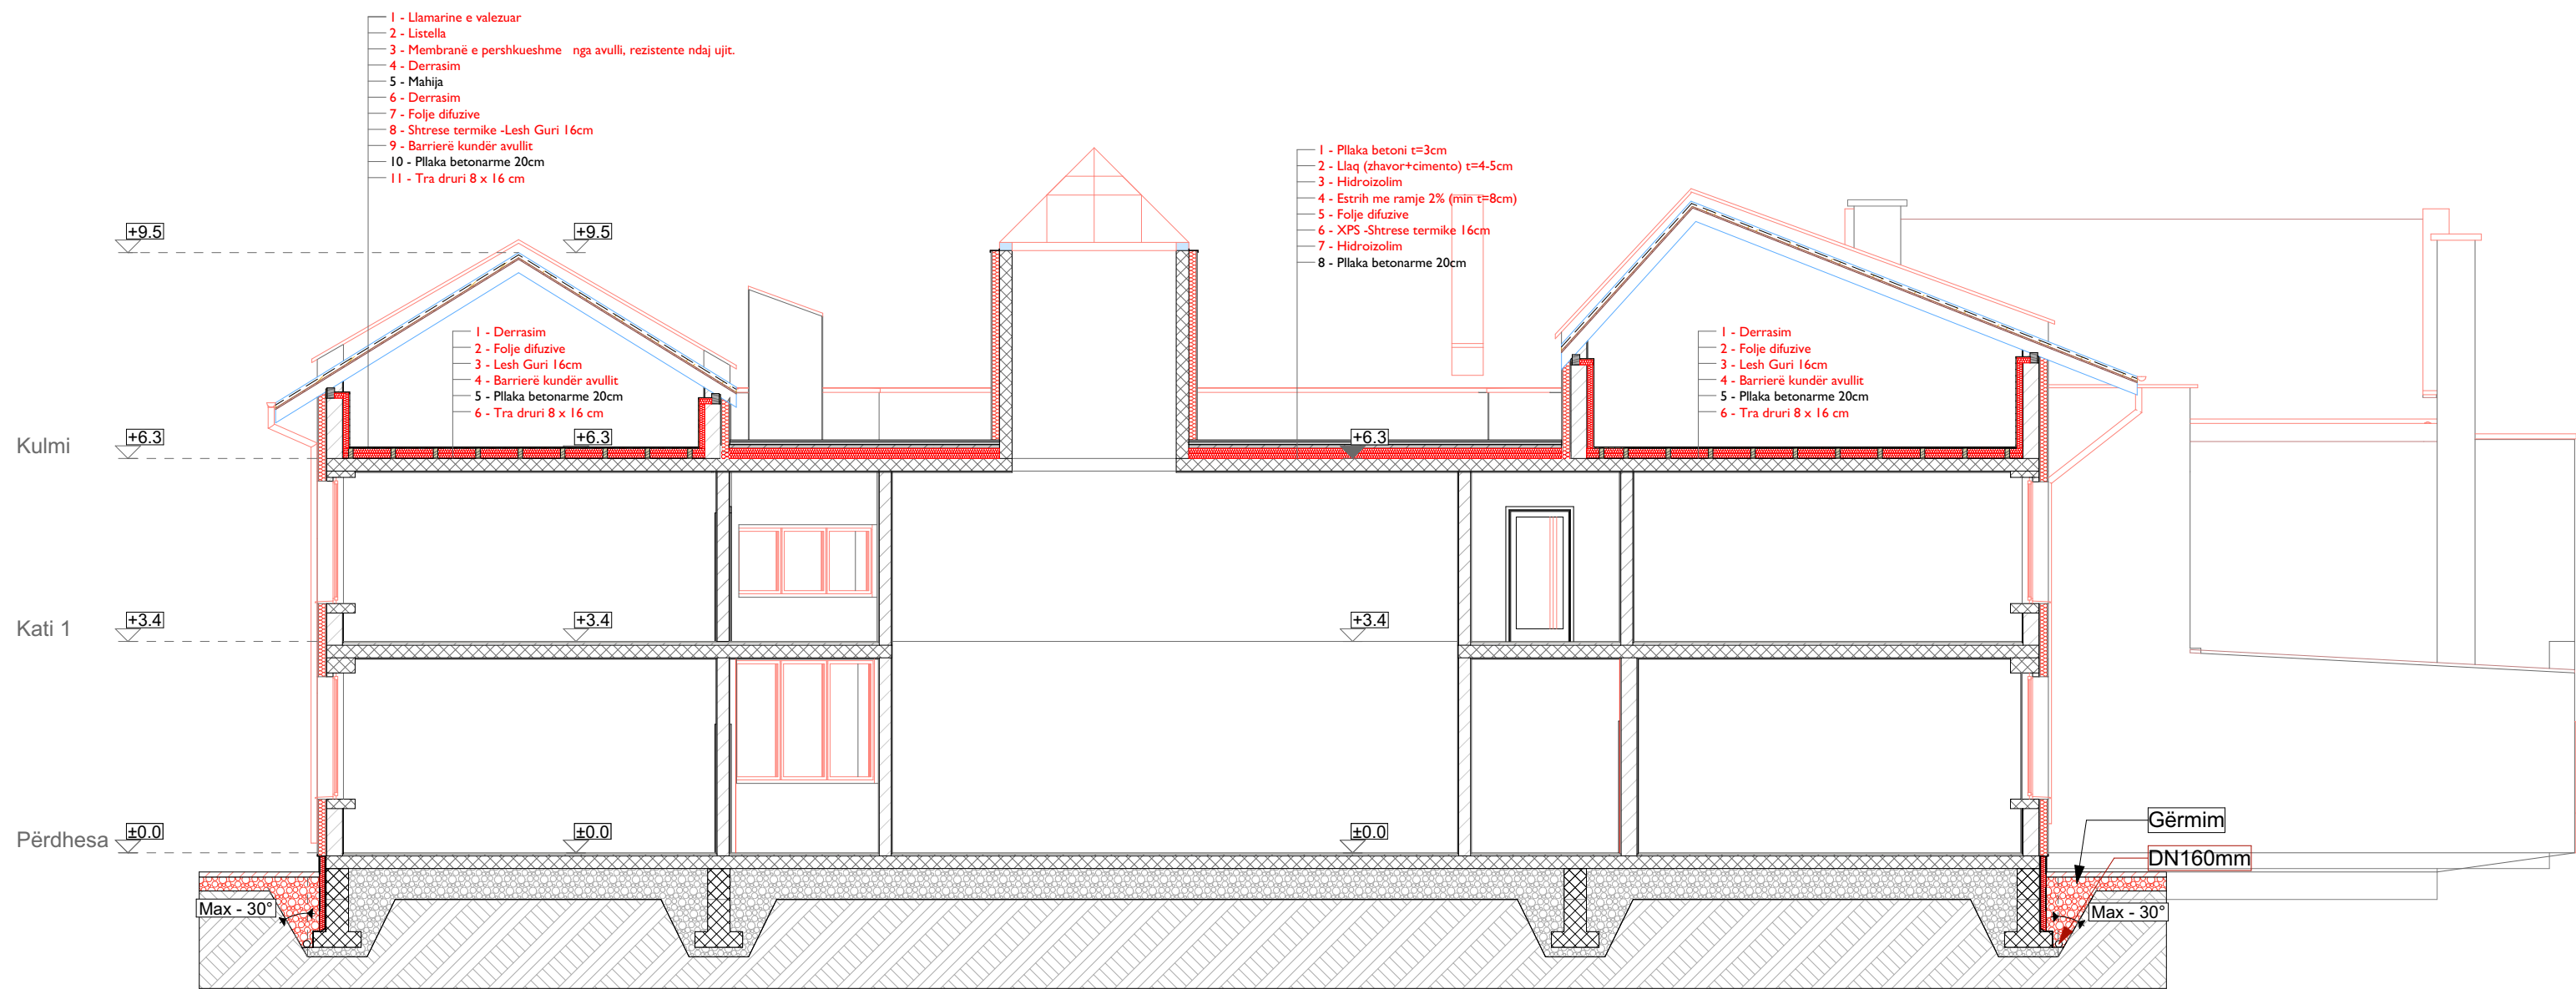 1 - Llamarine e valezuar
2 - Listella
3 - Membranë e pershkueshme nga avulli, rezistente ndaj ujit.
4 - Derrasim
5 - Mahija
6 - Derrasim
7 - Folje difuzive
8 - Shtrese termike -Lesh Guri 16cm
9 - Barrierë kundër avullit
10 - Pllaka betonarme 20cm
11 - Tra druri 8 x 16 cm
1 - Pllaka betoni t=3cm
2 - Llaq (zhavor+cimento) t=4-5cm
3 - Hidroizolim
4 - Estrih me ramje 2% (min t=8cm)
5 - Folje difuzive
6 - XPS -Shtrese termike 16cm
7 - Hidroizolim
8 - Pllaka betonarme 20cm
+9.5
+9.5
1 - Derrasim
2 - Folje difuzive
3 - Lesh Guri 16cm
4 - Barrierë kundër avullit
5 - Pllaka betonarme 20cm
6 - Tra druri 8 x 16 cm
1 - Derrasim
2 - Folje difuzive
3 - Lesh Guri 16cm
4 - Barrierë kundër avullit
5 - Pllaka betonarme 20cm
6 - Tra druri 8 x 16 cm
Kulmi
+6.3
+6.3
+6.3
Kati 1
+3.4
+3.4
+3.4
Përdhesa
±0.0
±0.0
±0.0
Gërmim
DN160mm
Max - 30°
Max - 30°